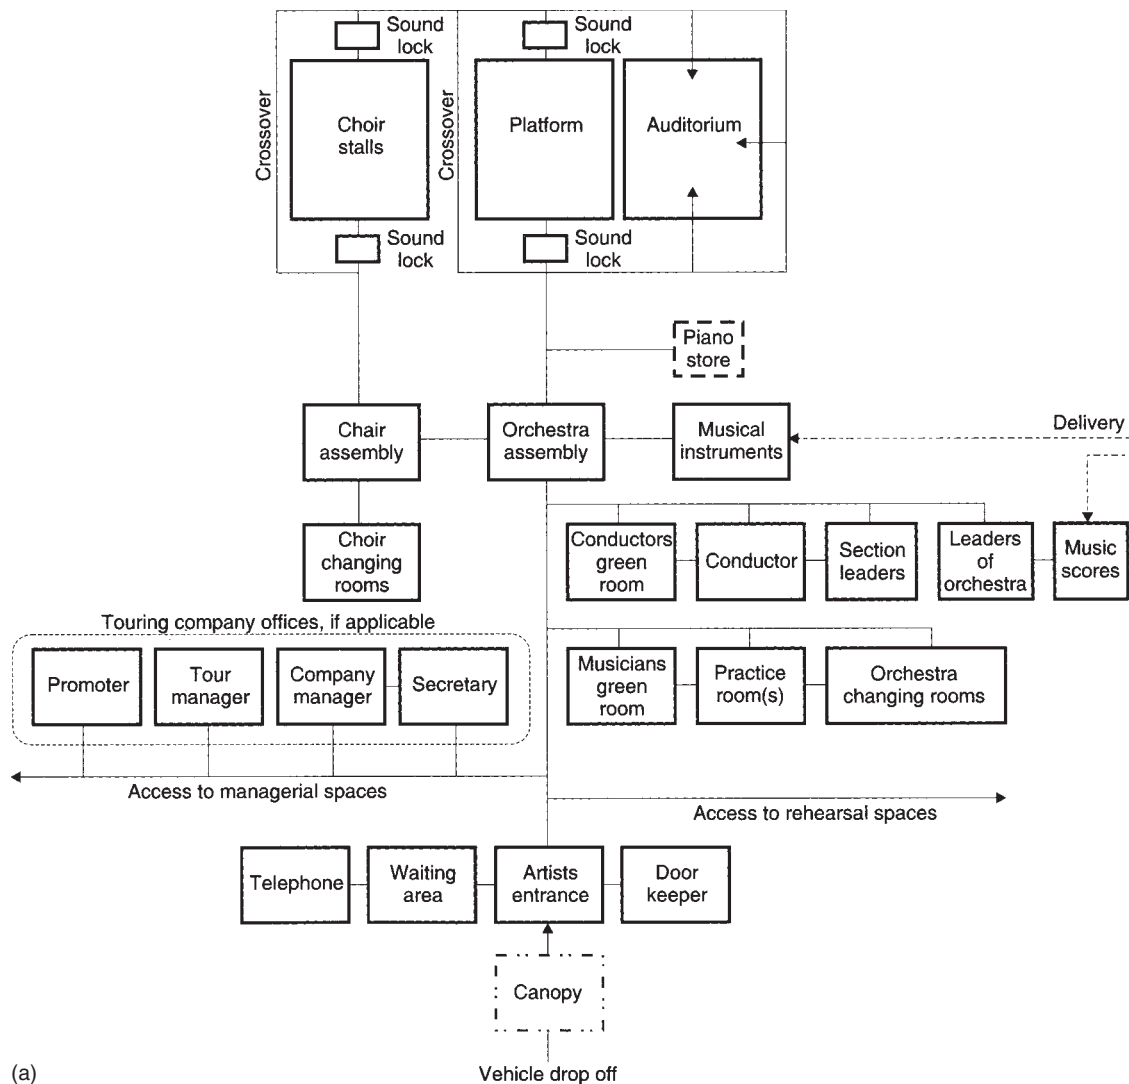 Sound
lock
Sound
lock
Crossover
Choir
stalls
Crossover
Platform
Auditorium
Sound
lock
Sound
lock
Piano
store
Chair
assembly
Orchestra
assembly
Musical
instruments
Delivery
Choir
changing
rooms
Conductors
green
room
Conductor
Section
leaders
Leaders
of
orchestra
Music
scores
Touring company offices, if applicable
Promoter
Tour
manager
Company
manager
Secretary
Musicians
green
room
Practice
room(s)
Orchestra
changing rooms
Access to managerial spaces
Access to rehearsal spaces
Telephone
Waiting
area
Artists
entrance
Door
keeper
Canopy
(a)
Vehicle drop off